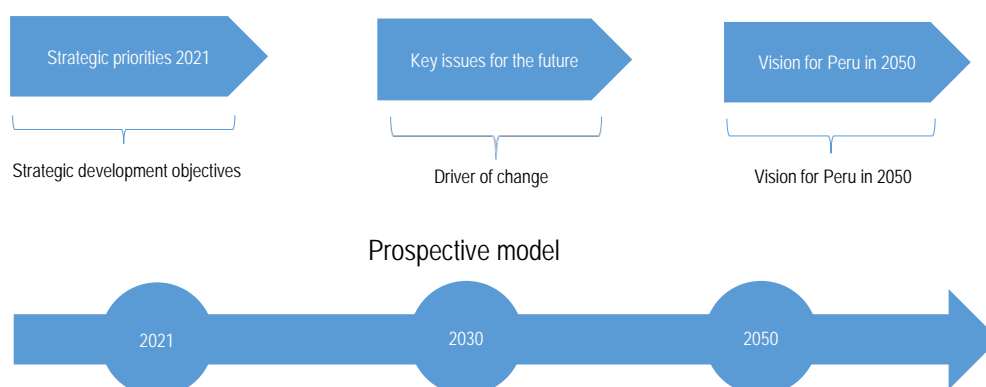 Strategic priorities 2021
Key issues for the future
Vision for Peru in 2050
Strategic development objectives
Driver of change
Vision for Peru in 2050
Prospective model
2021
2030
2050